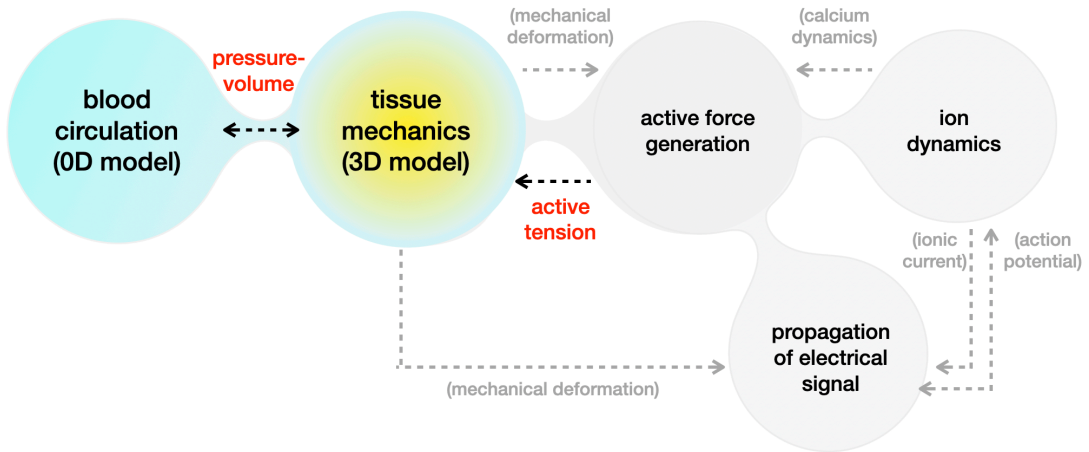 blood
circulation
(0D model)
pressure-
volume
tissue
mechanics
(3D model)
(mechanical
deformation)
active
tension
active force
generation
(calcium
dynamics)
ion
dynamics
(ionic
current)
(action
potential)
propagation
of electrical
signal
(mechanical deformation)